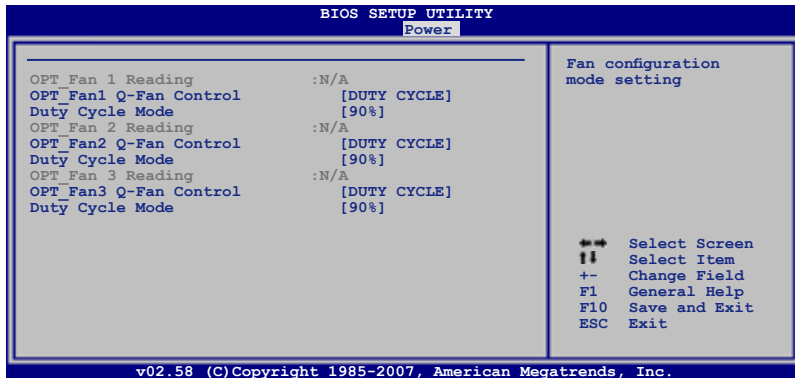 BIOS SETUP UTILITY
Power
OPT_Fan 1 Reading :N/A
OPT_Fan1 Q-Fan Control [DUTY CYCLE]
Duty Cycle Mode [90%]
OPT_Fan 2 Reading :N/A
OPT_Fan2 Q-Fan Control [DUTY CYCLE]
Duty Cycle Mode [90%]
OPT_Fan 3 Reading :N/A
OPT_Fan3 Q-Fan Control [DUTY CYCLE]
Duty Cycle Mode [90%]
Fan configuration
mode setting
←→ Select Screen
↑↓ Select Item
+- Change Field
F1 General Help
F10 Save and Exit
ESC Exit
v02.58 (C)Copyright 1985-2007, American Megatrends, Inc.